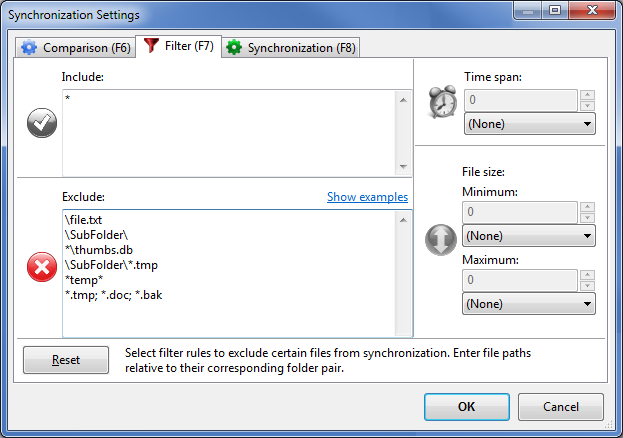 Synchronization Settings
Comparison (F6)
Filter (F7)
Synchronization (F8)
Include:
*
Exclude:
Show examples
\file.txt
\SubFolder\
*\thumbs.db
\SubFolder\*.tmp
*temp*
*.tmp; *.doc; *.bak
Time span:
0
(None)
File size:
Minimum:
0
(None)
Maximum:
0
(None)
Reset
Select filter rules to exclude certain files from synchronization. Enter file paths
relative to their corresponding folder pair.
OK
Cancel